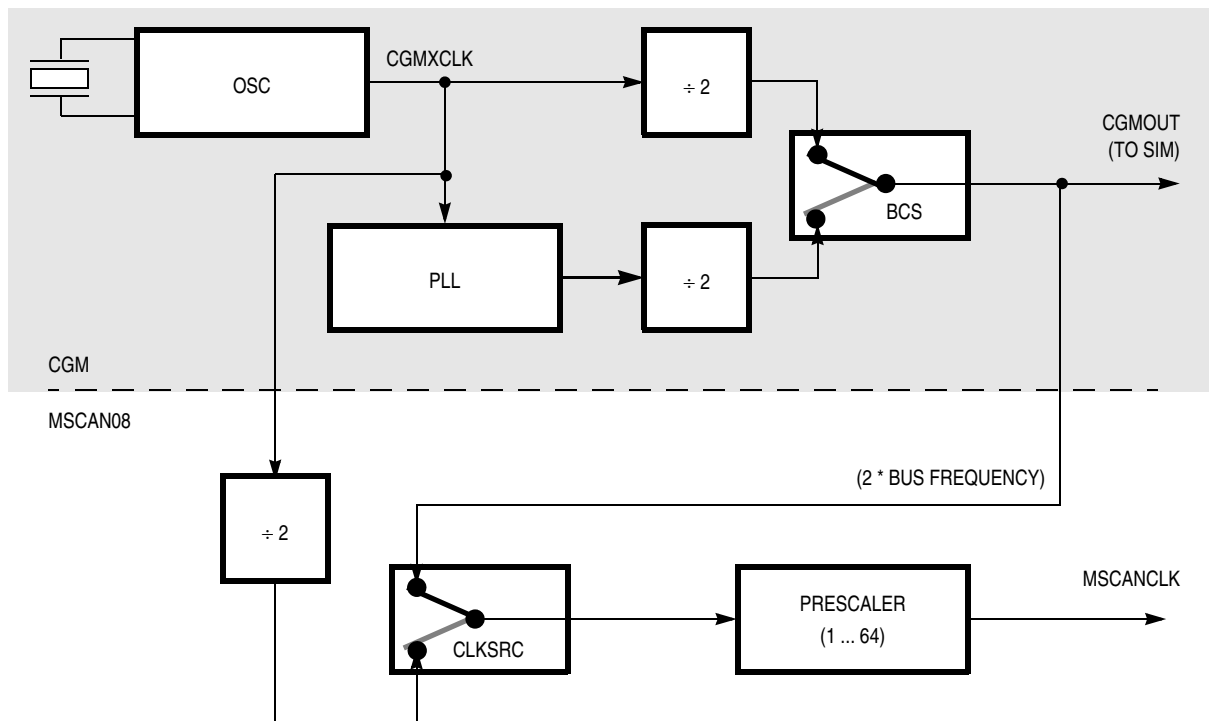 CGMXCLK
OSC
÷ 2
CGMOUT
(TO SIM)
BCS
PLL
÷ 2
CGM
MSCAN08
(2 * BUS FREQUENCY)
÷ 2
MSCANCLK
PRESCALER
(1 ... 64)
CLKSRC